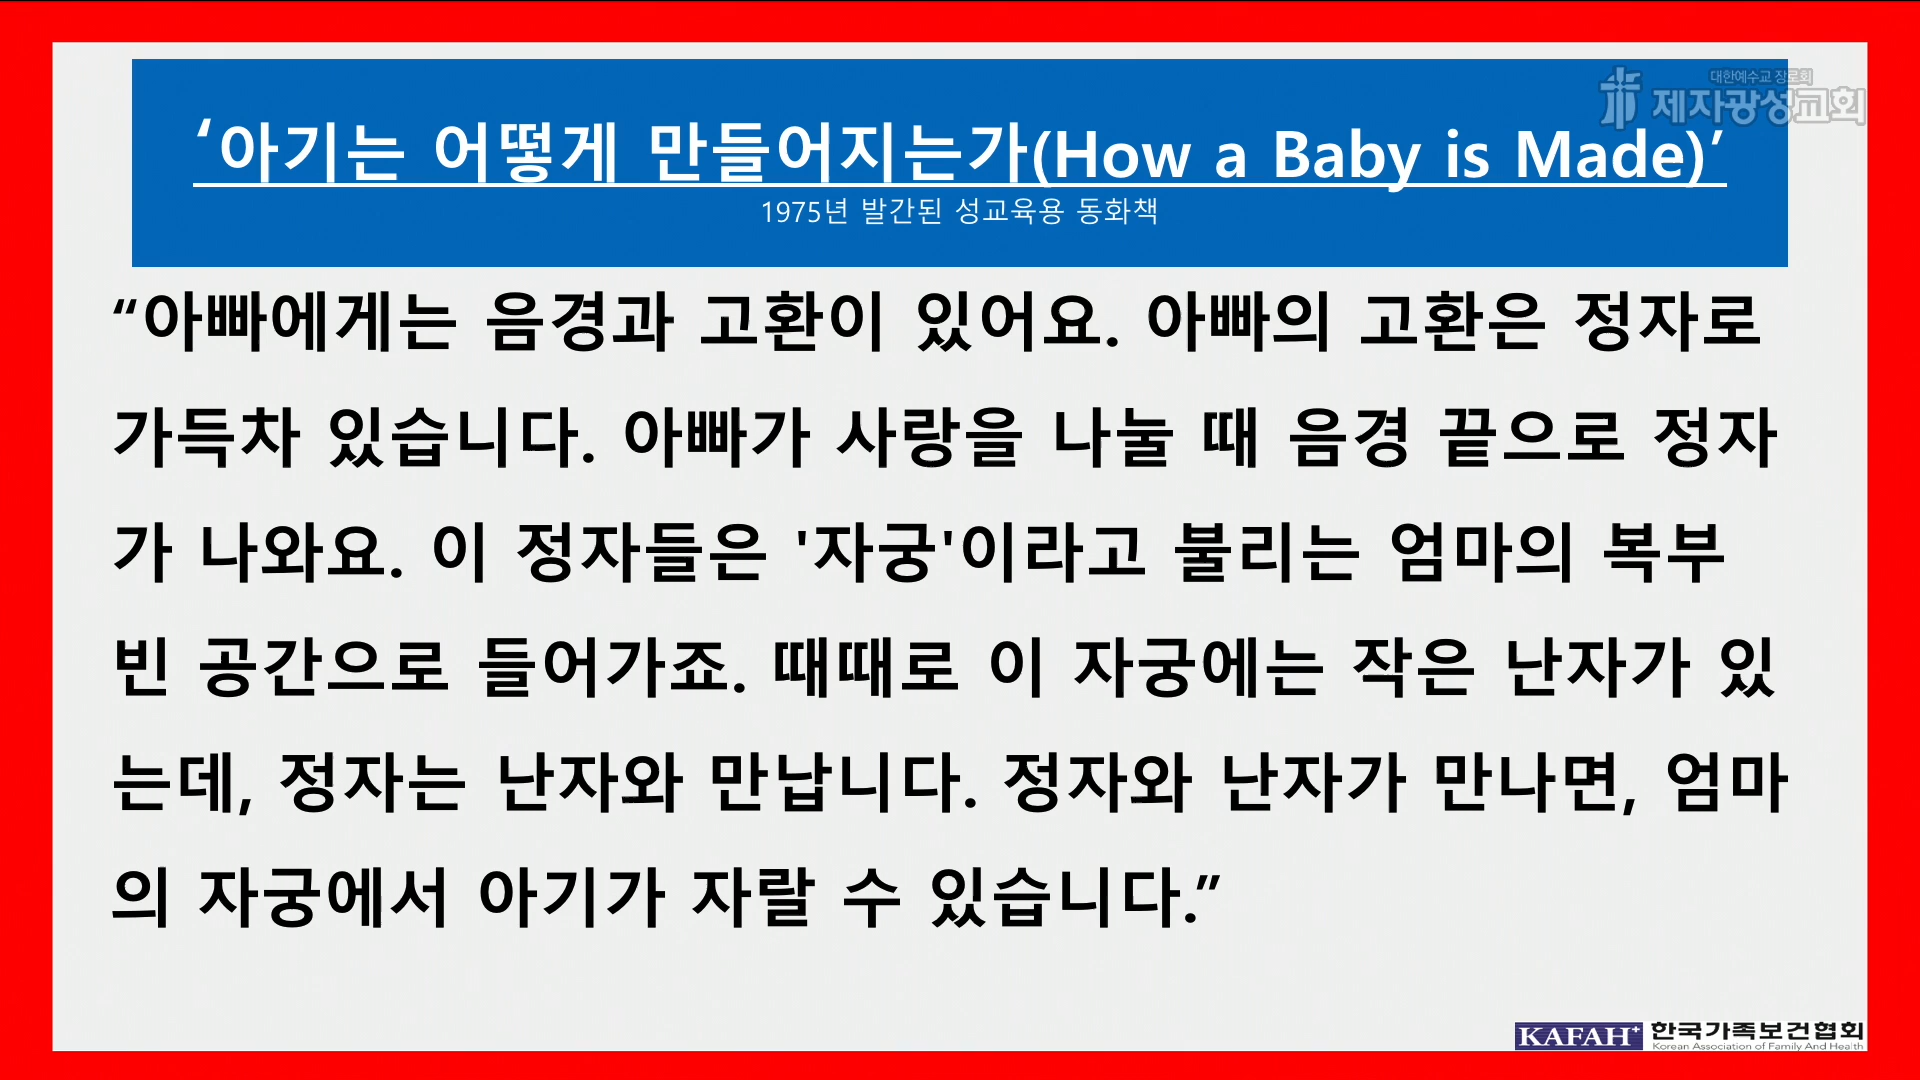 대한예수교 장로회
제자광성교회
‘아기는 어떻게 만들어지는가(How a Baby is Made)’
1975년 발간된 성교육용 동화책
“아빠에게는 음경과 고환이 있어요. 아빠의 고환은 정자로
가득차 있습니다. 아빠가 사랑을 나눌 때 음경 끝으로 정자
가 나와요. 이 정자들은 '자궁'이라고 불리는 엄마의 복부
빈 공간으로 들어가죠. 때때로 이 자궁에는 작은 난자가 있
는데, 정자는 난자와 만납니다. 정자와 난자가 만나면, 엄마
의 자궁에서 아기가 자랄 수 있습니다.”
KAFAH+ 한국가족보건협회
Korean Association of Family And Health